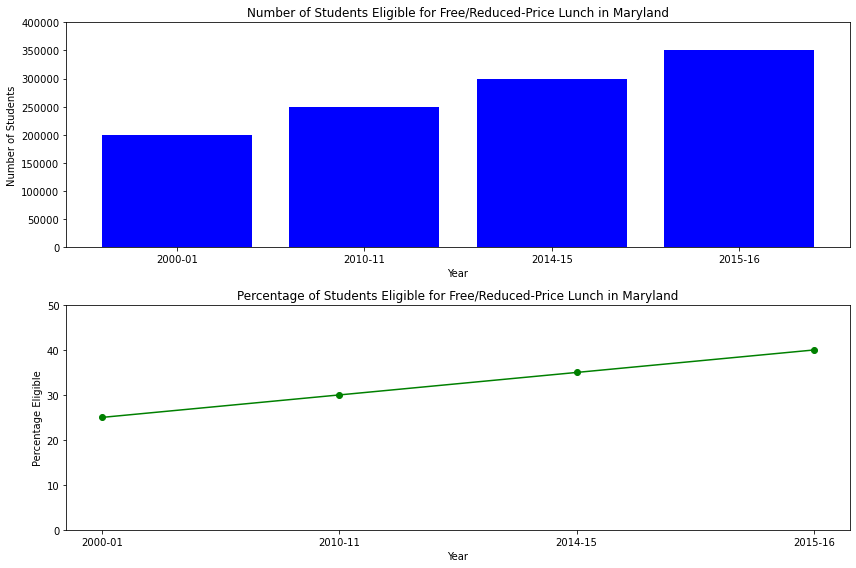 Number of Students Eligible for Free/Reduced-Price Lunch in Maryland
400000
350000
300000
250000
200000
150000
100000
50000
0
Number of Students
2000-01 2010-11 2014-15 2015-16
Year
Percentage of Students Eligible for Free/Reduced-Price Lunch in Maryland
50
40
30
20
10
0
Percentage Eligible
2000-01 2010-11 2014-15 2015-16
Year